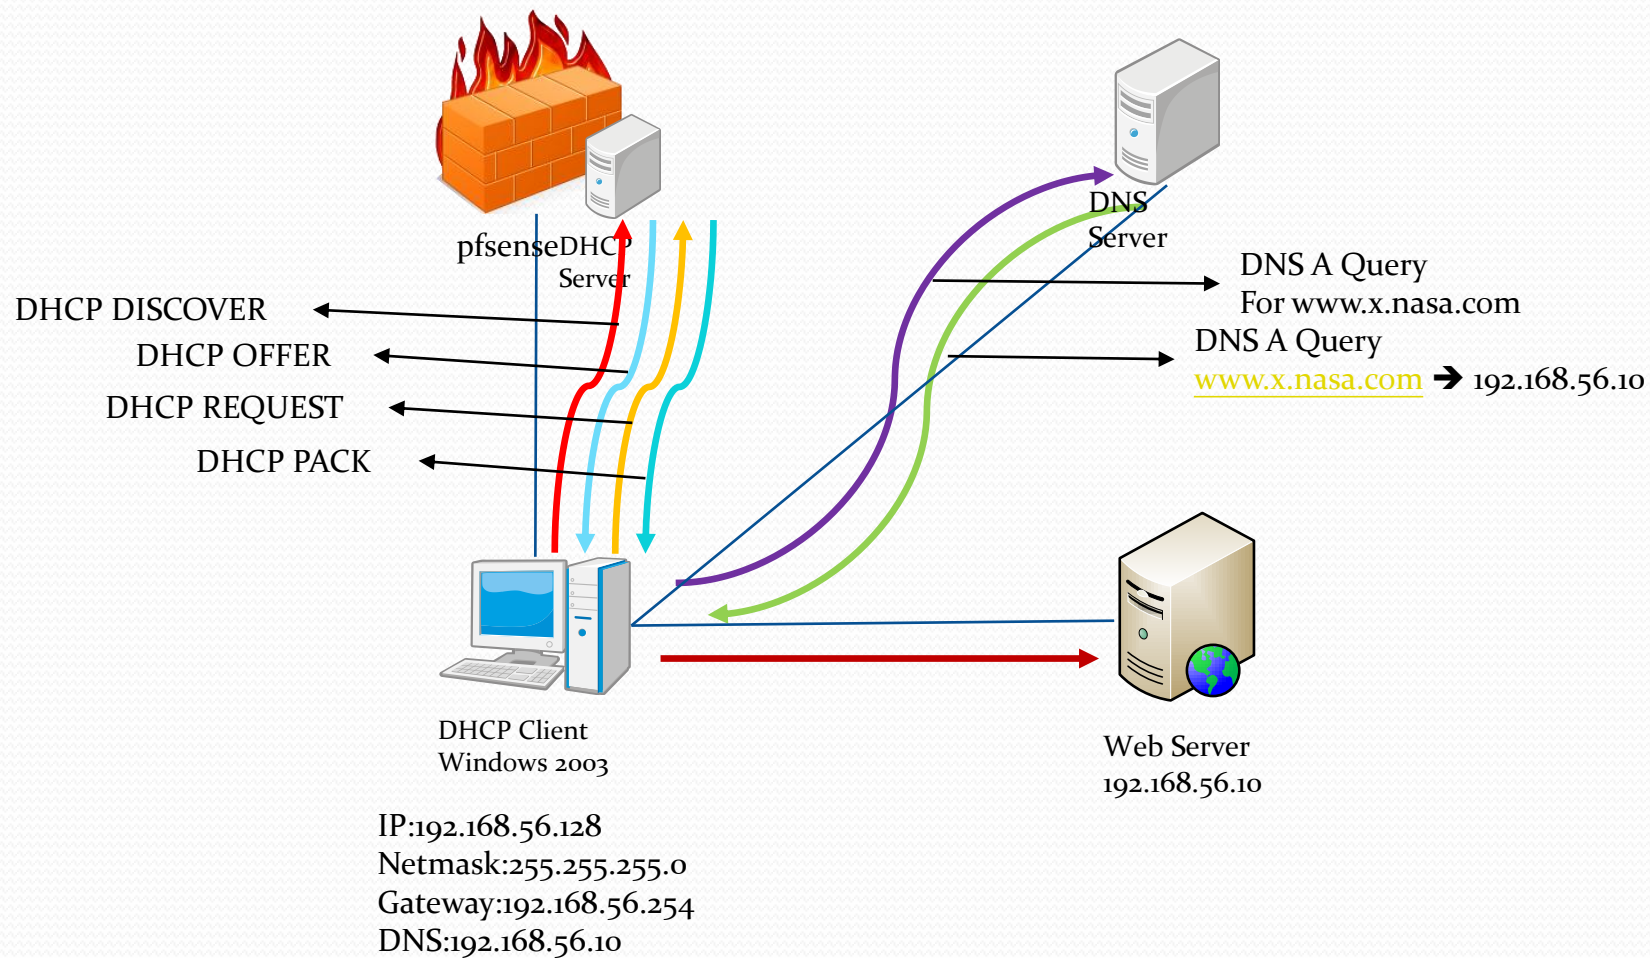 pfsense
DHCP
Server
DNS
Server
DHCP DISCOVER
DHCP OFFER
DHCP REQUEST
DHCP PACK
DNS A Query
For www.x.nasa.com
DNS A Query
www.x.nasa.com ➔ 192.168.56.10
DHCP Client
Windows 2003
Web Server
192.168.56.10
IP:192.168.56.128
Netmask:255.255.255.0
Gateway:192.168.56.254
DNS:192.168.56.10